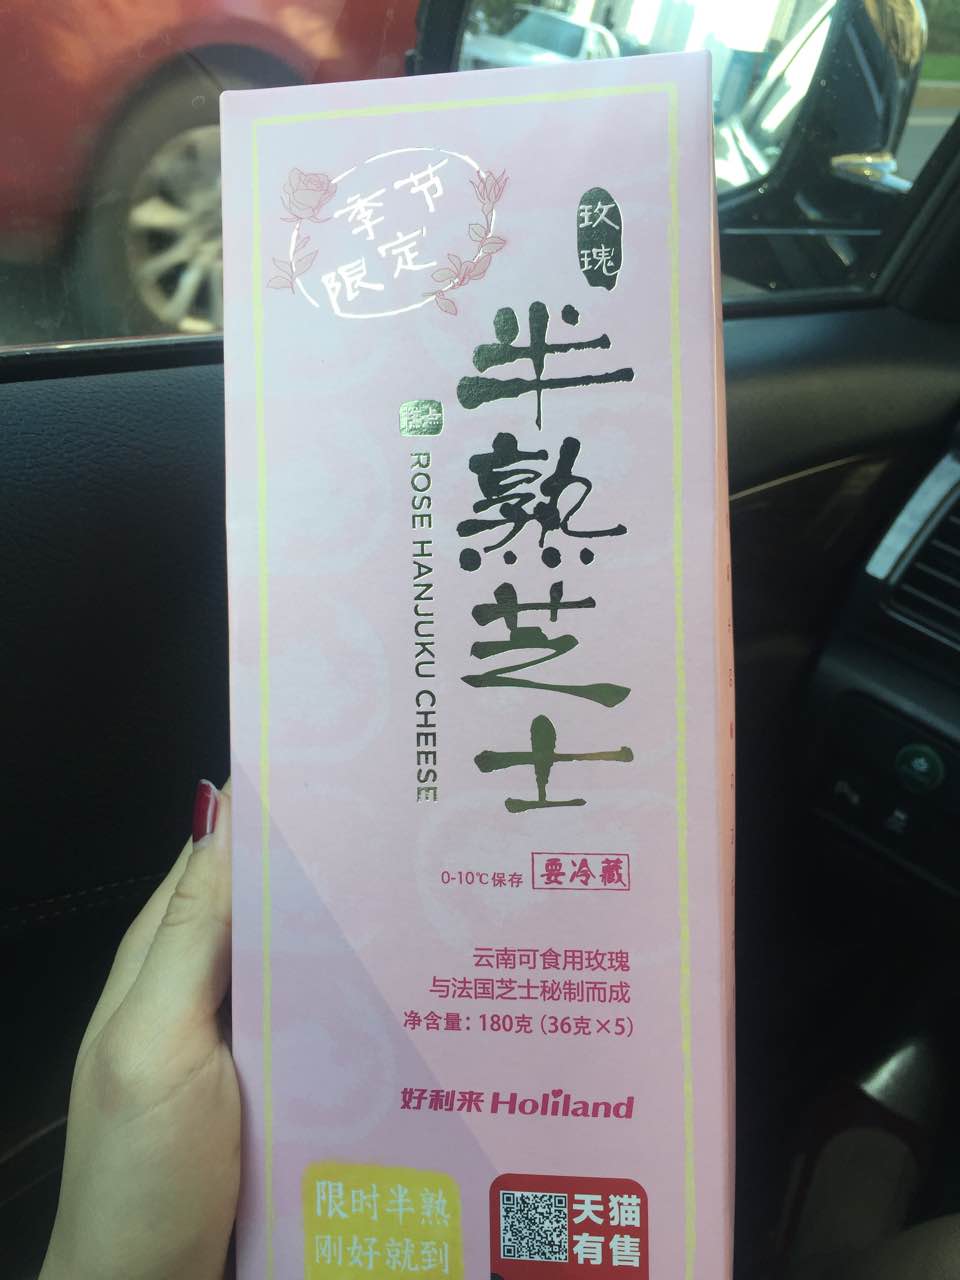 季节
限定
玫瑰
半熟芝士
ROSE HANJUKU CHEESE
0-10℃保存 要冷藏
云南可食用玫瑰
与法国芝士秘制而成
净含量：180克（36克×5）
好利来 Holiland
限时半熟
刚好就到
天猫
有售